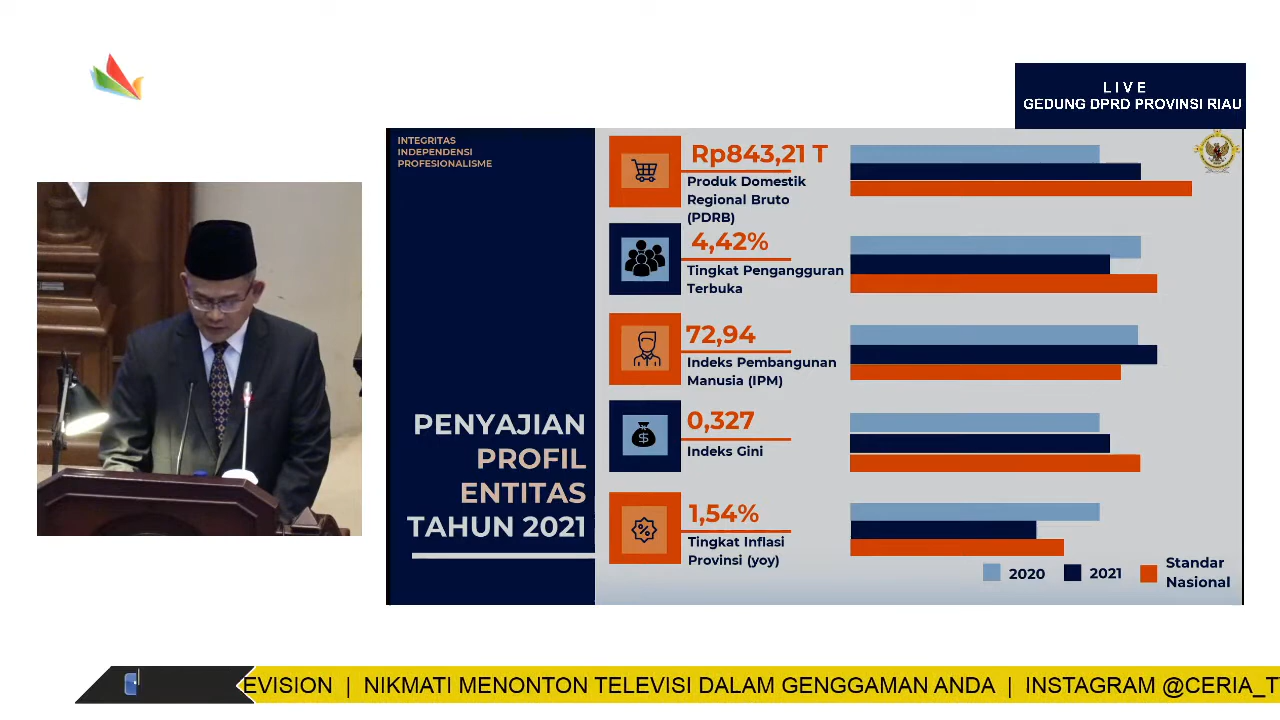 LIVE
GEDUNG DPRD PROVINSI RIAU
INTEGRITAS
INDEPENDENSI
PROFESIONALISME
PENYAJIAN
PROFIL
ENTITAS
TAHUN 2021
Rp843,21 T
Produk Domestik
Regional Bruto
(PDRB)
4,42%
Tingkat Pengangguran
Terbuka
72,94
Indeks Pembangunan
Manusia (IPM)
0,327
Indeks Gini
1,54%
Tingkat Inflasi
Provinsi (yoy)
2020
2021
Standar
Nasional
EVISION | NIKMATI MENONTON TELEVISI DALAM GENGGAMAN ANDA | INSTAGRAM @CERIA_T